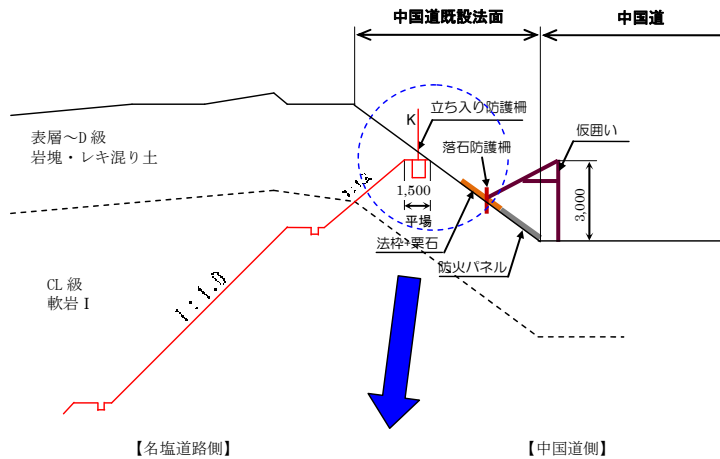 中国道既設法面
中国道
立ち入り防護柵
K
落石防護柵
仮囲い
表層～D級
岩塊・レキ混り土
1,500
平場
3,000
法枠+栗石
防火パネル
CL 級
軟岩 I
1:1.0
【名塩道路側】
【中国道側】